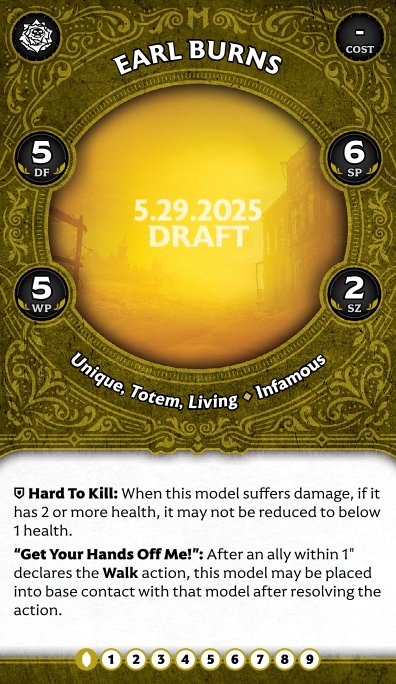 M
EARL BURNS
-
COST
5
DF
6
SP
5.29.2025
DRAFT
5
WP
2
SZ
Unique, Totem, Living ◆ Infamous
Hard To Kill: When this model suffers damage, if it
has 2 or more health, it may not be reduced to below
1 health.
“Get Your Hands Off Me!”: After an ally within 1"
declares the Walk action, this model may be placed
into base contact with that model after resolving the
action.
1 2 3 4 5 6 7 8 9